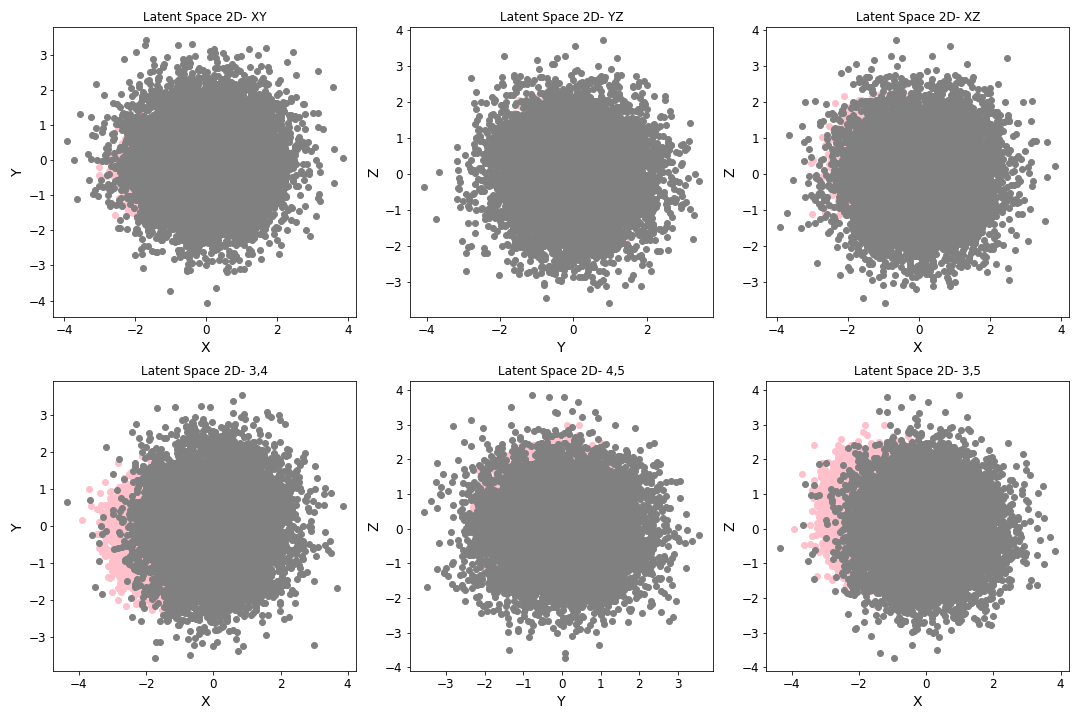 Latent Space 2D- XY
3
2
1
0
−1
−2
−3
−4
Y
−4 −2 0 2 4
X
Latent Space 2D- YZ
4
3
2
1
0
−1
−2
−3
Z
−4 −2 0 2
Y
Latent Space 2D- XZ
4
3
2
1
0
−1
−2
−3
Z
−4 −2 0 2 4
X
Latent Space 2D- 3,4
3
2
1
0
−1
−2
−3
Y
−4 −2 0 2 4
X
Latent Space 2D- 4,5
4
3
2
1
0
−1
−2
−3
−4
Z
−3 −2 −1 0 1 2 3
Y
Latent Space 2D- 3,5
4
3
2
1
0
−1
−2
−3
−4
Z
−4 −2 0 2 4
X